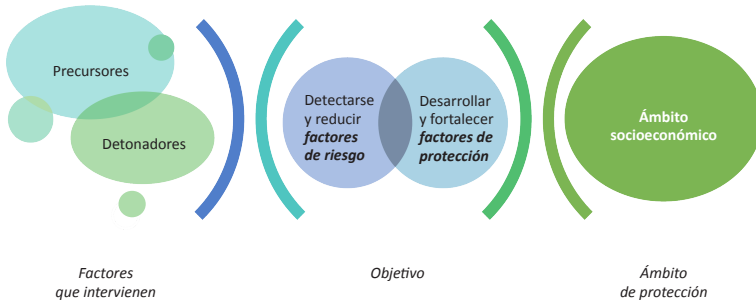 Precursores
Detonadores
Detectarse
y reducir
factores
de riesgo
Desarrollar
y fortalecer
factores de
protección
Ámbito
socioeconómico
Factores
que intervienen
Objetivo
Ámbito
de protección